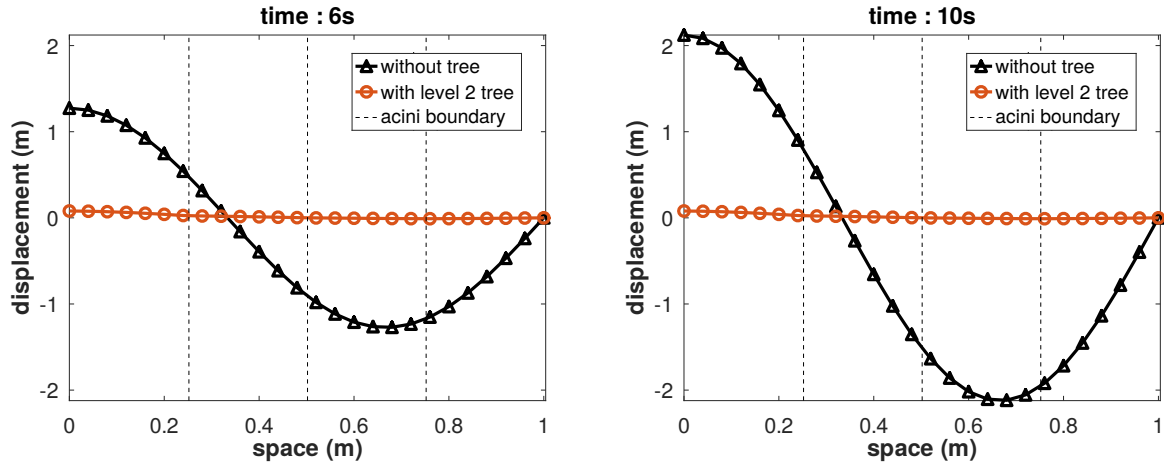 time : 6s
2
1
0
-1
-2
displacement (m)
without tree
with level 2 tree
acini boundary
0 0.2 0.4 0.6 0.8 1
space (m)
time : 10s
2
1
0
-1
-2
displacement (m)
without tree
with level 2 tree
acini boundary
0 0.2 0.4 0.6 0.8 1
space (m)